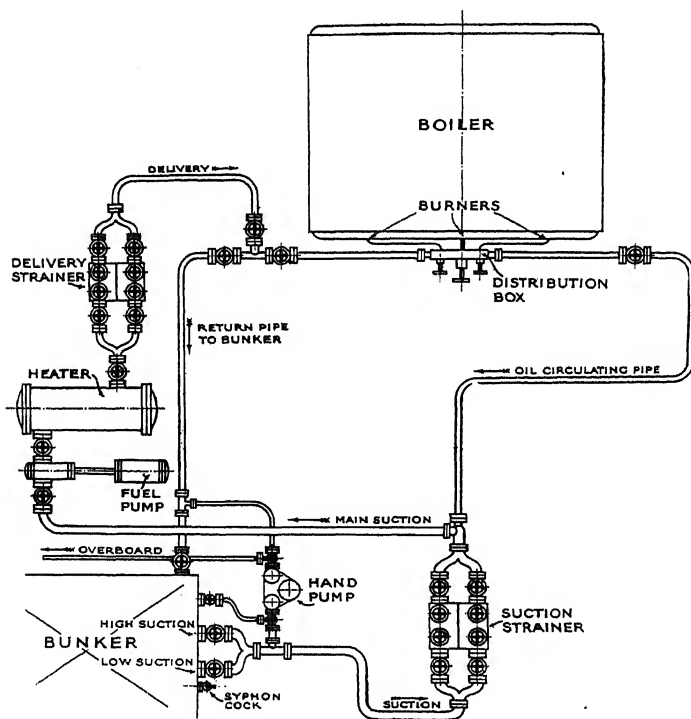 BOILER
DELIVERY
BURNERS
DELIVERY
STRAINER
DISTRIBUTION
BOX
RETURN PIPE
TO BUNKER
HEATER
OIL CIRCULATING PIPE
FUEL
PUMP
MAIN SUCTION
OVERBOARD
HAND
PUMP
HIGH SUCTION
SUCTION
STRAINER
BUNKER
LOW SUCTION
SYPHON
COCK
SUCTION